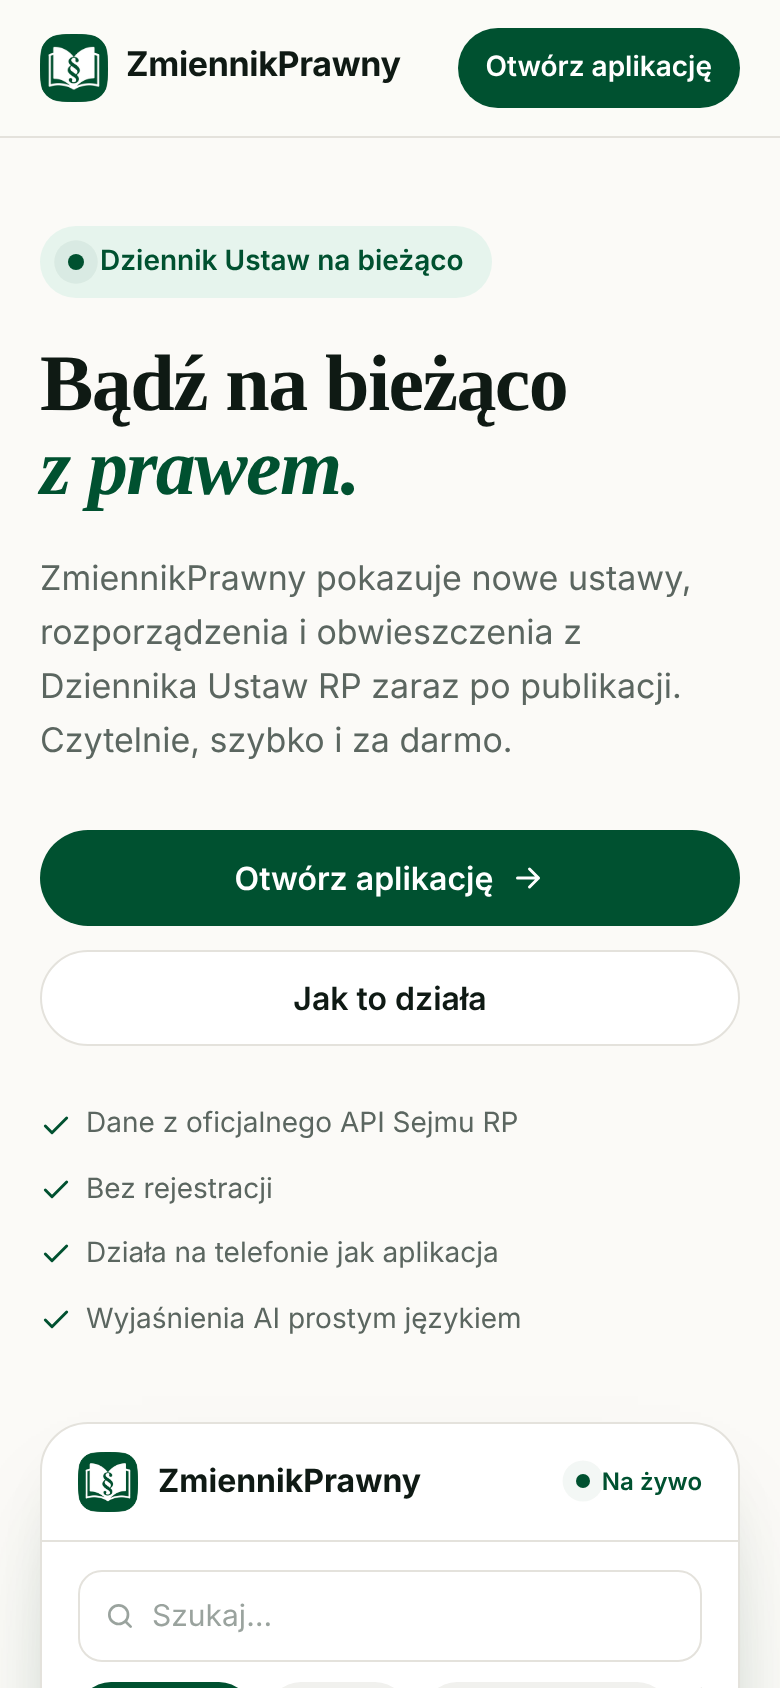 ZmiennikPrawny
Otwórz aplikację
Dziennik Ustaw na bieżąco
Bądź na bieżąco
z prawem.
ZmiennikPrawny pokazuje nowe ustawy,
rozporządzenia i obwieszczenia z
Dziennika Ustaw RP zaraz po publikacji.
Czytelnie, szybko i za darmo.
Otwórz aplikację →
Jak to działa
Dane z oficjalnego API Sejmu RP
Bez rejestracji
Działa na telefonie jak aplikacja
Wyjaśnienia AI prostym językiem
ZmiennikPrawny
Na żywo
Szukaj...